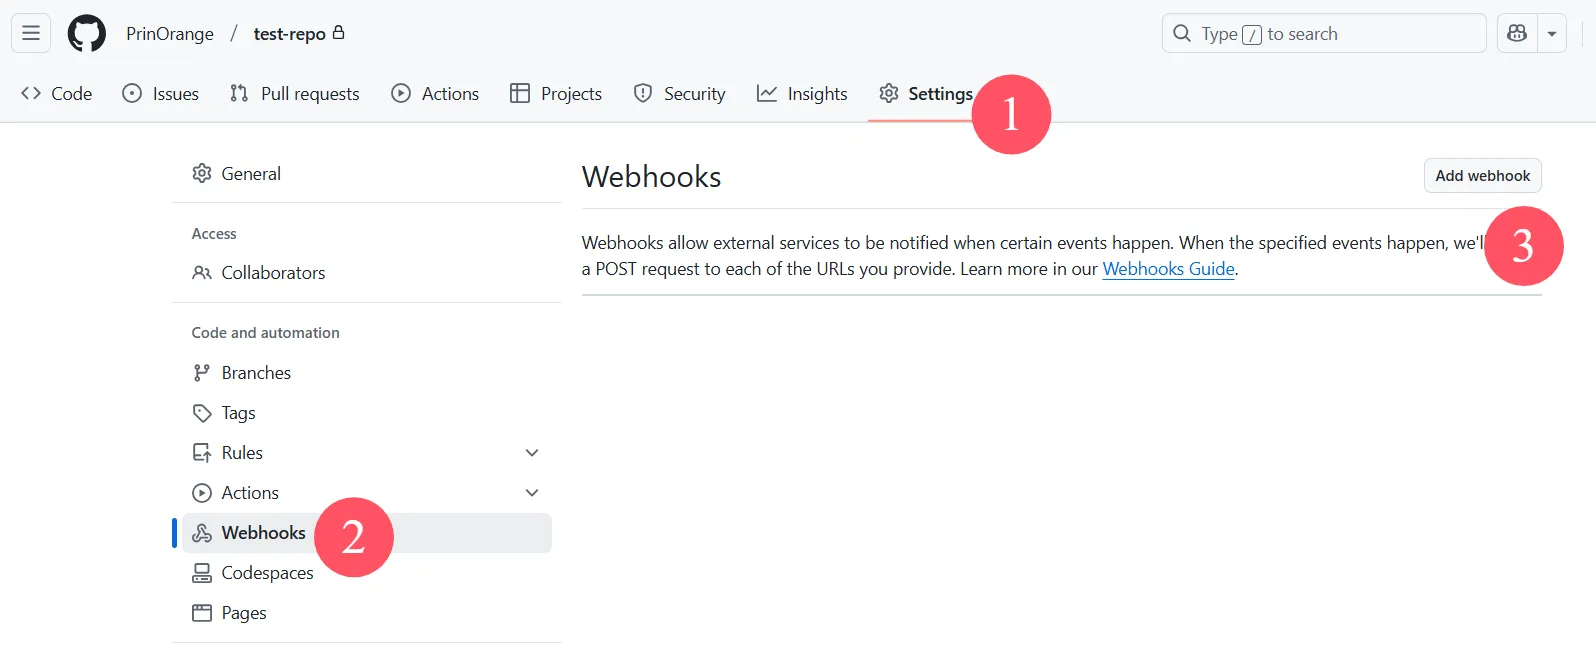 PrinOrange / test-repo
Type / to search
Code Issues Pull requests Actions Projects Security Insights Settings
1
General
Access
Collaborators
Code and automation
Branches
Tags
Rules
Actions
Webhooks
2
Codespaces
Pages
Webhooks
Add webhook
3
Webhooks allow external services to be notified when certain events happen. When the specified events happen,
a POST request to each of the URLs you provide. Learn more in our Webhooks Guide.